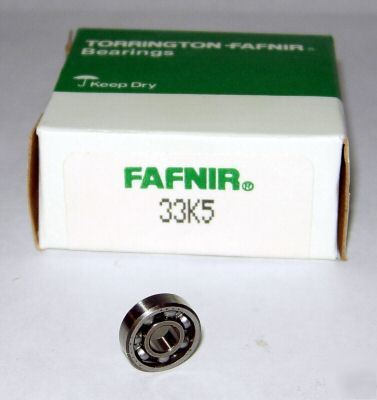 TORRINGTON-FAFNIR®
Bearings
Keep Dry
FAFNIR®
33K5